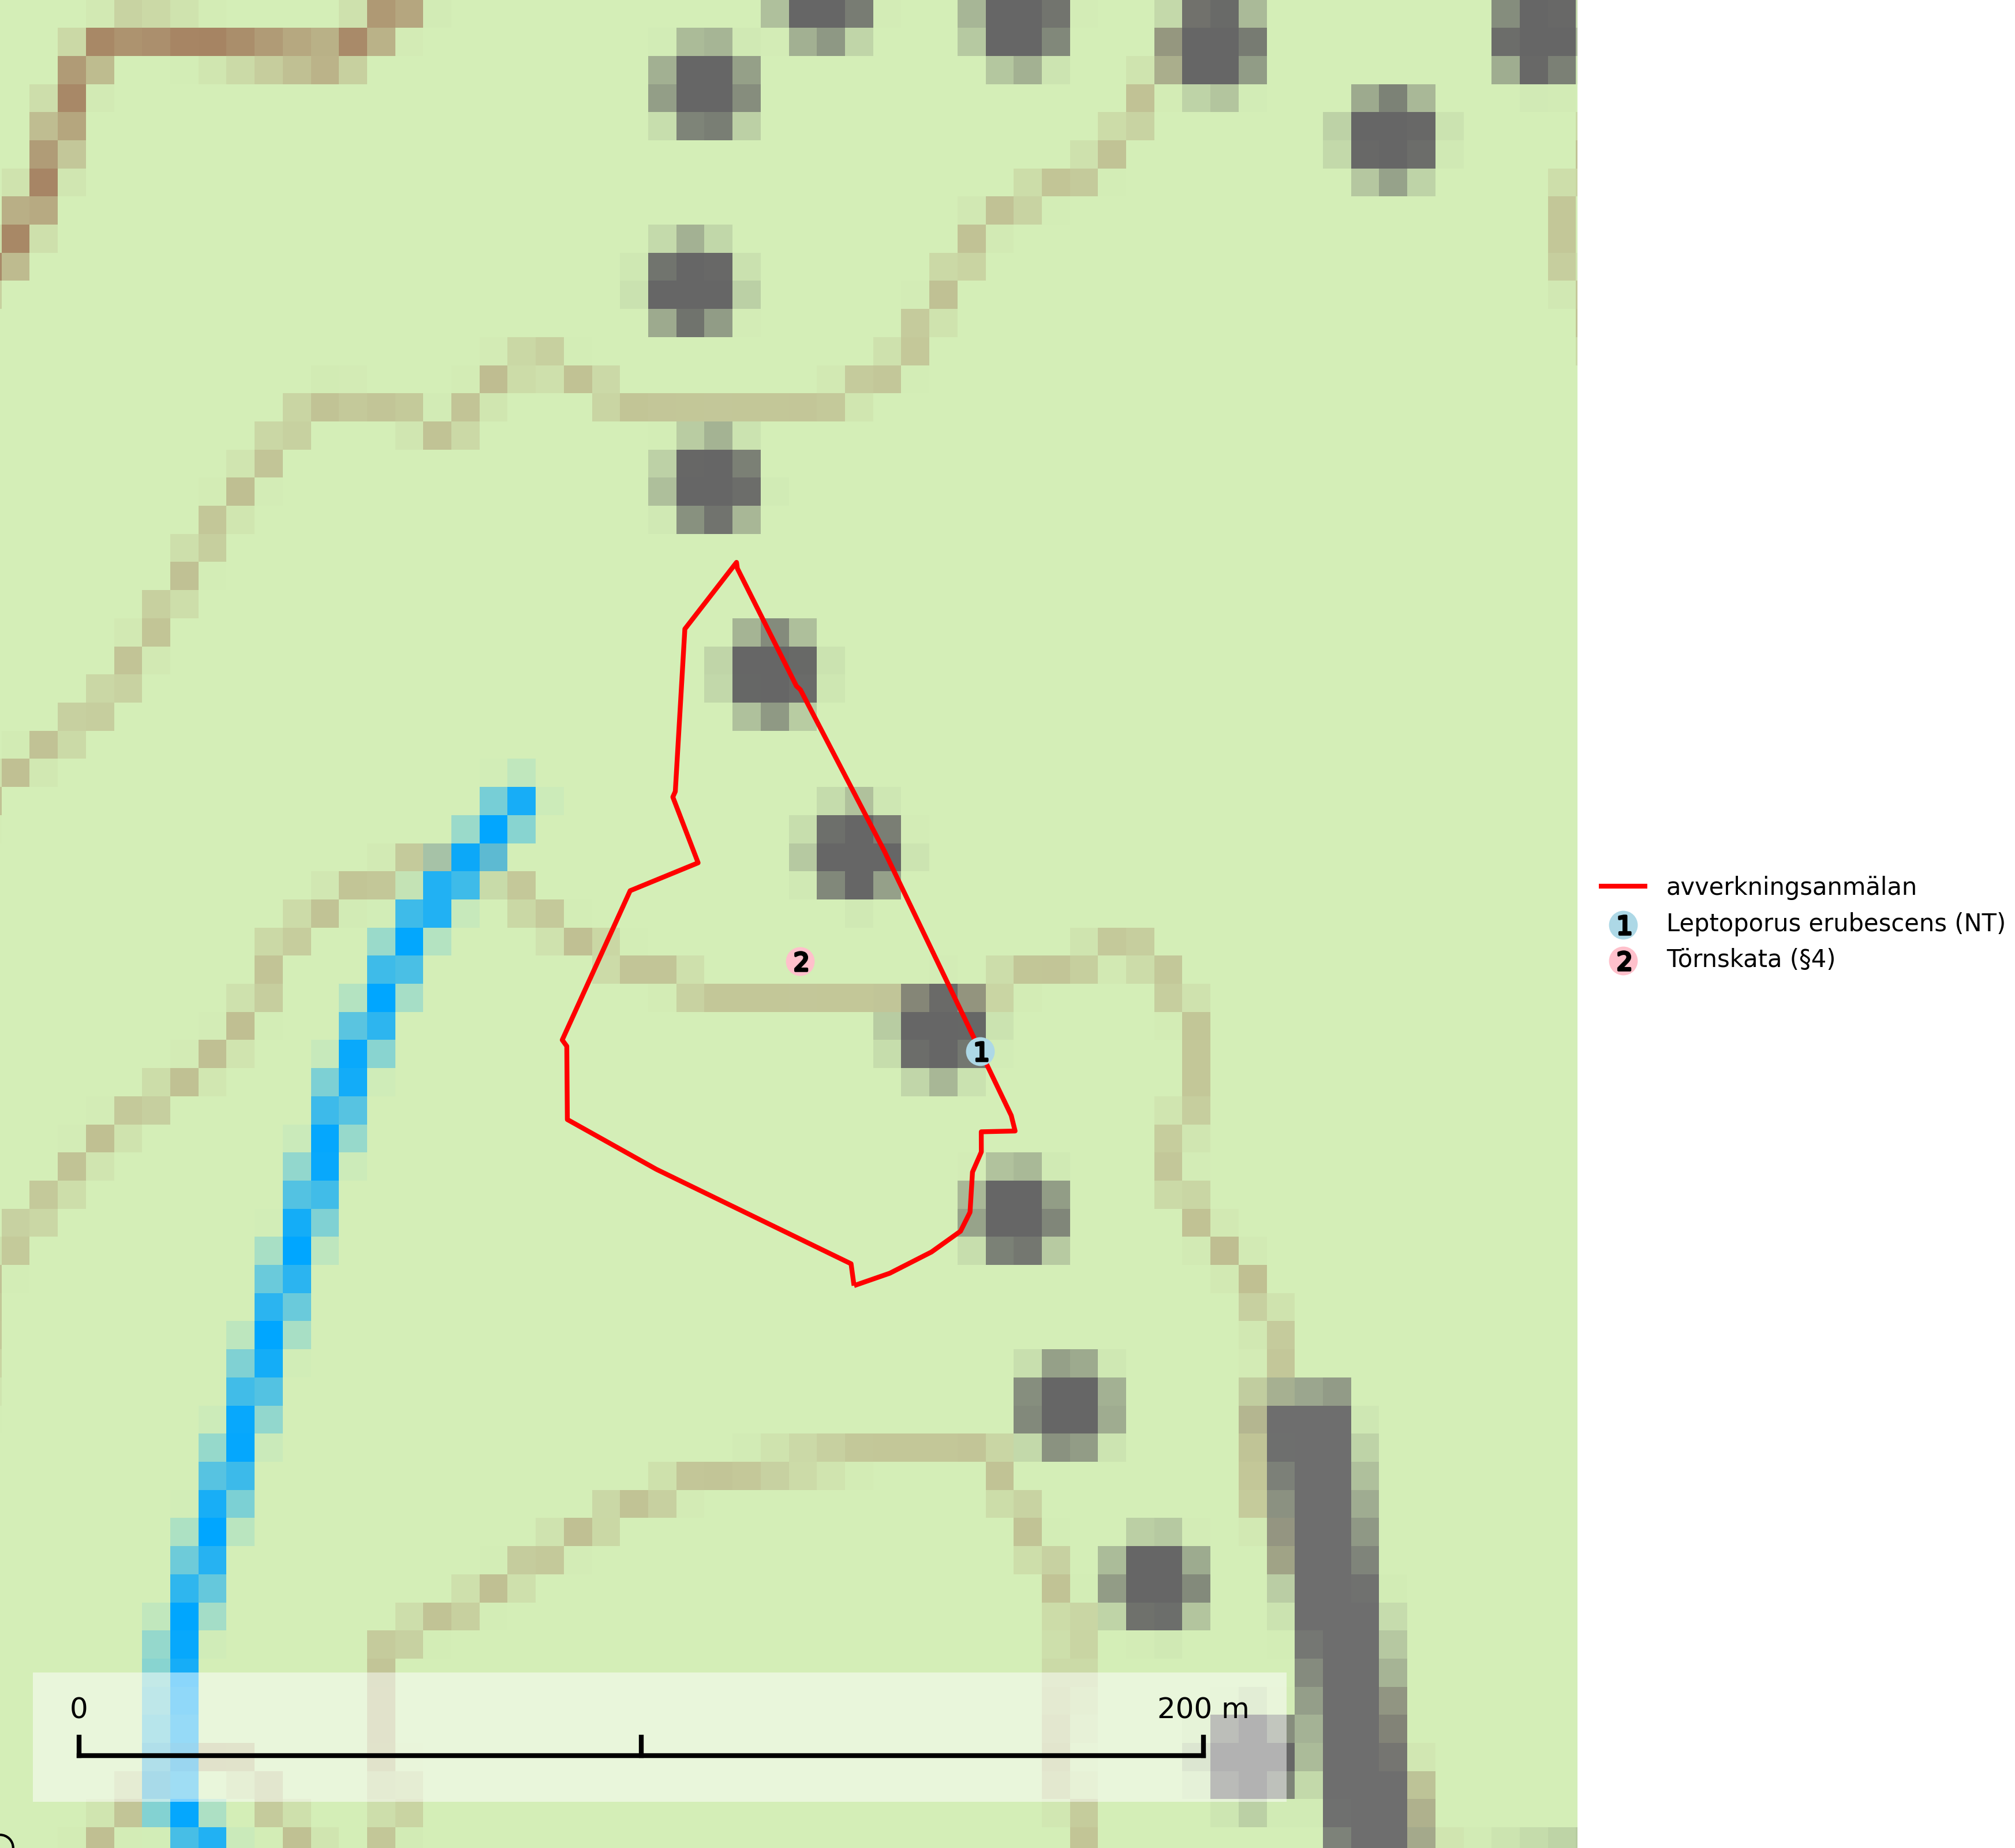 avverkningsanmälan
1 Leptoporus erubescens (NT)
2 Törnskata (§4)
2
1
0 200 m